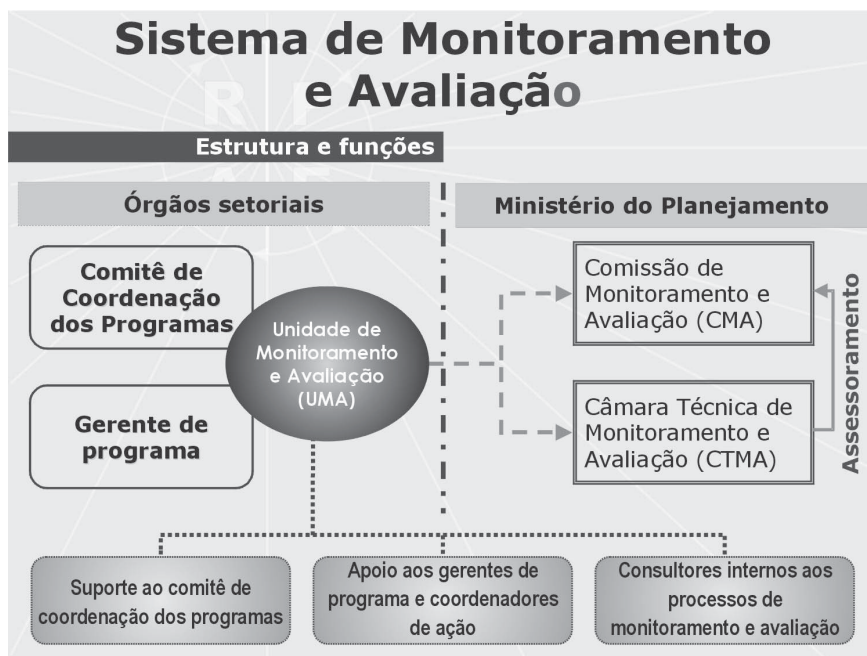 Sistema de Monitoramento
e Avaliação
Estrutura e funções
Órgãos setoriais
Comitê de
Coordenação
dos Programas
Unidade de
Monitoramento
e Avaliação
(UMA)
Gerente de
programa
Ministério do Planejamento
Comissão de
Monitoramento e
Avaliação (CMA)
Câmara Técnica de
Monitoramento e
Avaliação (CTMA)
Assessoramento
Suporte ao comitê de
coordenação dos programas
Apoio aos gerentes de
programa e coordenadores
de ação
Consultores internos aos
processos de
monitoramento e avaliação